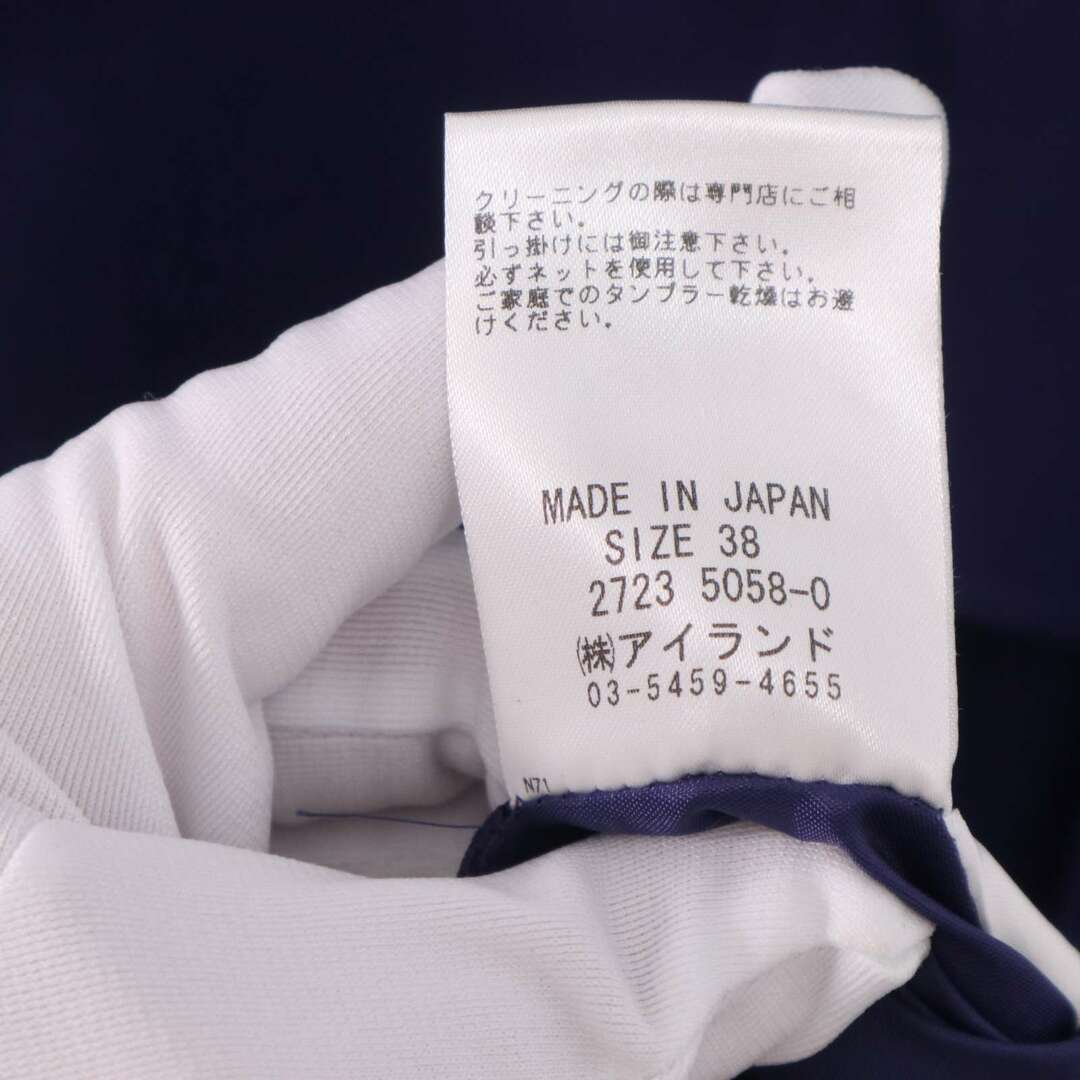 クリーニングの際は専門店にご相
談下さい.
引っ掛けには御注意下さい.
必ずネットを使用して下さい.
ご家庭でのタンブラー乾燥はお避
けください.
MADE IN JAPAN
SIZE 38
2723 5058-0
㈱アイランド
03-5459-4655
N71